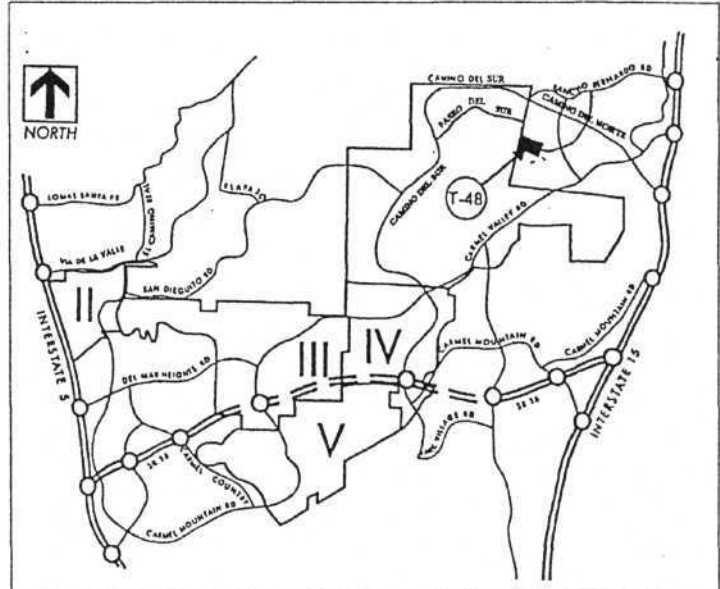 NORTH
CAMINO DEL SUR
RANCHO BERNARDO RD
CAMINO DEL NORTE
PASEO DEL SUR
T-48
CAMINO DEL SUR
CARMEL VALLEY RD
LOMAS SANTA FE
EL CAMINO REAL
EL APAJO
VIA DE LA VALLE
SAN DIEGUITO RD
II
INTERSTATE 5
III
IV
V
DEL MAR HEIGHTS RD
CARMEL MOUNTAIN RD
CARMEL MOUNTAIN RD
INTERSTATE 15
SR 56
SR 56
VILLAGE RD
CARMEL COUNTRY
CARMEL MOUNTAIN RD